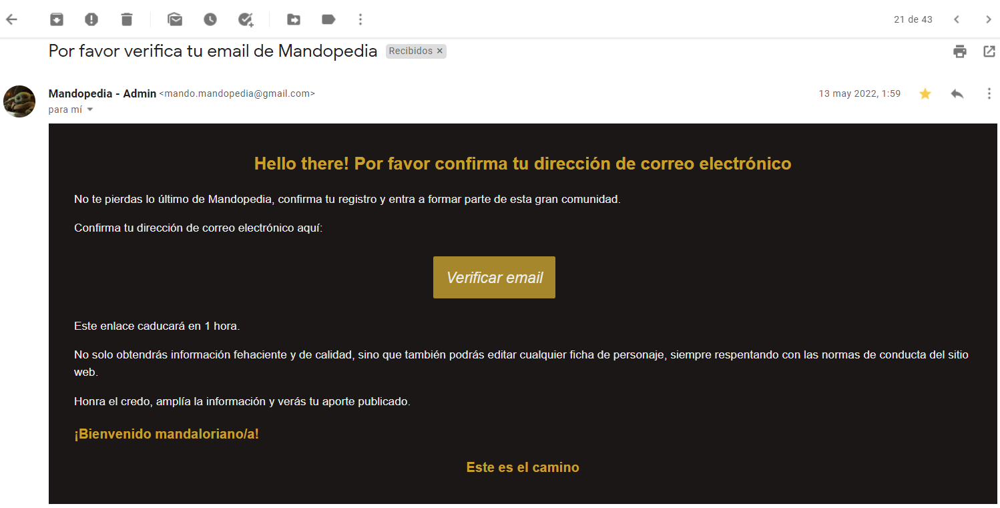 21 de 43
Por favor verifica tu email de Mandopedia Recibidos ×
Mandopedia - Admin <mando.mandopedia@gmail.com> 13 may 2022, 1:59
para mí
Hello there! Por favor confirma tu dirección de correo electrónico
No te pierdas lo último de Mandopedia, confirma tu registro y entra a formar parte de esta gran comunidad.
Confirma tu dirección de correo electrónico aquí:
Verificar email
Este enlace caducará en 1 hora.
No solo obtendrás información fehaciente y de calidad, sino que también podrás editar cualquier ficha de personaje, siempre respentando con las normas de conducta del sitio
web.
Honra el credo, amplía la información y verás tu aporte publicado.
¡Bienvenido mandaloriano/a!
Este es el camino